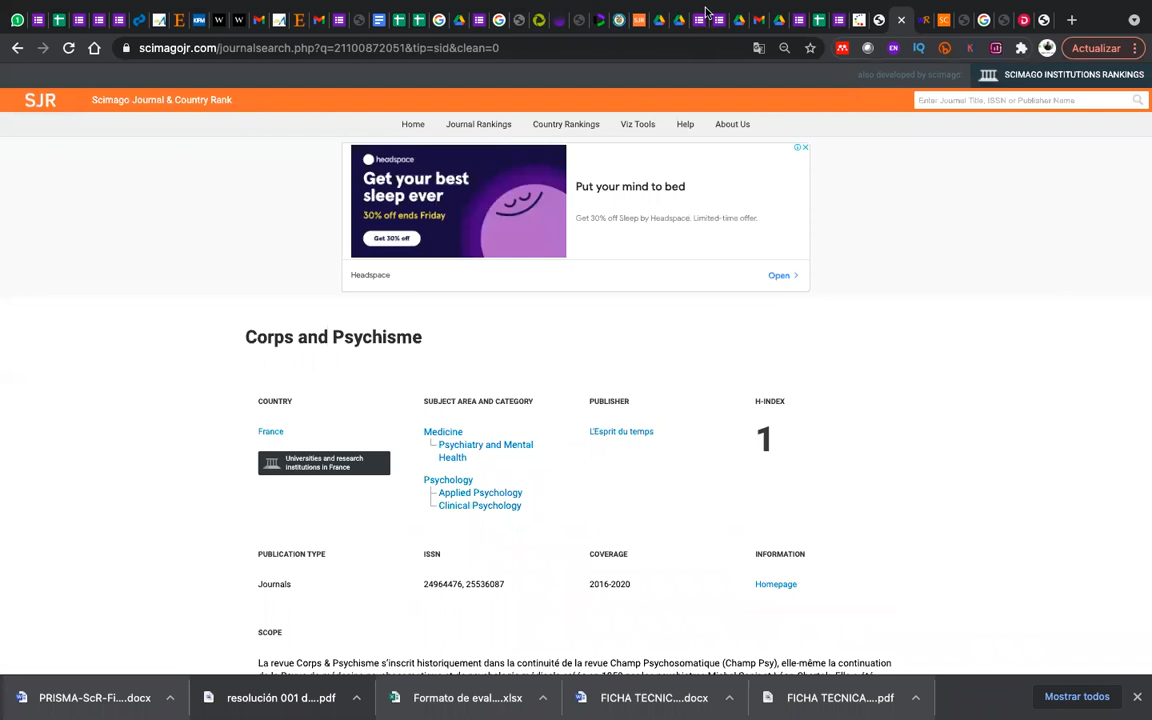 scimagojr.com/journalsearch.php?q=21100872051&tip=sid&clean=0
Actualizar
also developed by scimago:
SCIMAGO INSTITUTIONS RANKINGS
SJR
Scimago Journal & Country Rank
Enter Journal Title, ISSN or Publisher Name
Home
Journal Rankings
Country Rankings
Viz Tools
Help
About Us
headspace
Get your best
sleep ever
30% off ends Friday
Get 30% off
Put your mind to bed
Get 30% off Sleep by Headspace. Limited-time offer.
Headspace
Open
Corps and Psychisme
COUNTRY
France
Universities and research
institutions in France
SUBJECT AREA AND CATEGORY
Medicine
Psychiatry and Mental
Health
Psychology
Applied Psychology
Clinical Psychology
PUBLISHER
L'Esprit du temps
H-INDEX
1
PUBLICATION TYPE
Journals
ISSN
24964476, 25536087
COVERAGE
2016-2020
INFORMATION
Homepage
SCOPE
La revue Corps & Psychisme s'inscrit historiquement dans la continuité de la revue Champ Psychosomatique (Champ Psy), elle-même la continuation
PRISMA-ScR-Fi....docx
resolución 001 d....pdf
Formato de eval....xlsx
FICHA TECNIC....docx
FICHA TECNICA....pdf
Mostrar todos